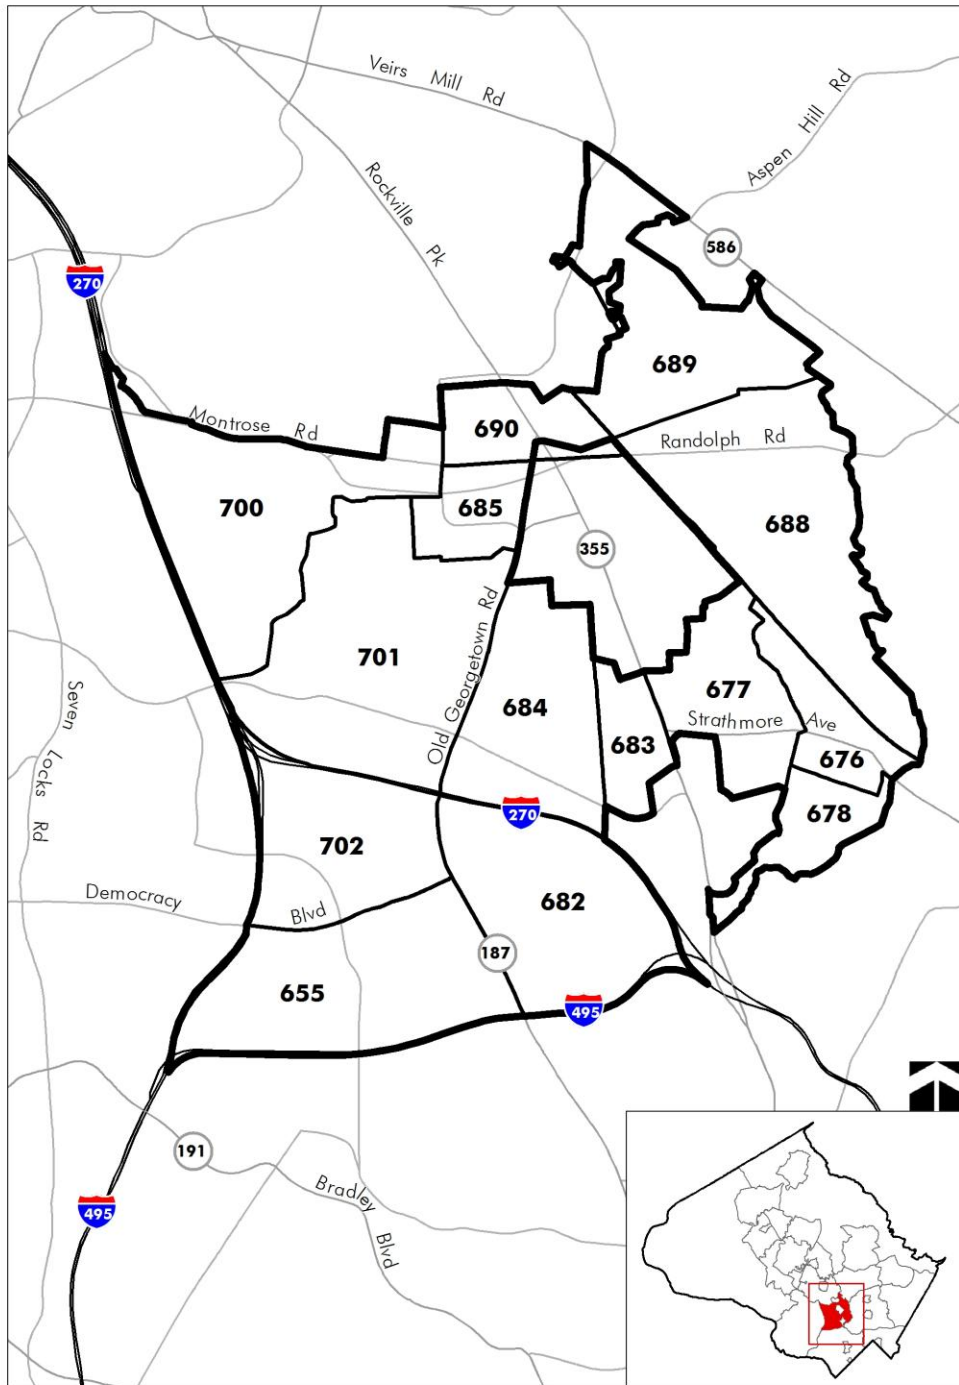 Veirs Mill Rd
Aspen Hill Rd
Rockville Pk
586
270
689
Montrose Rd
690
Randolph Rd
700
685
688
355
Old Georgetown Rd
701
677
684
Seven Locks Rd
683
Strathmore Ave
676
270
678
702
Democracy Blvd
682
187
655
495
191
Bradley Blvd
495